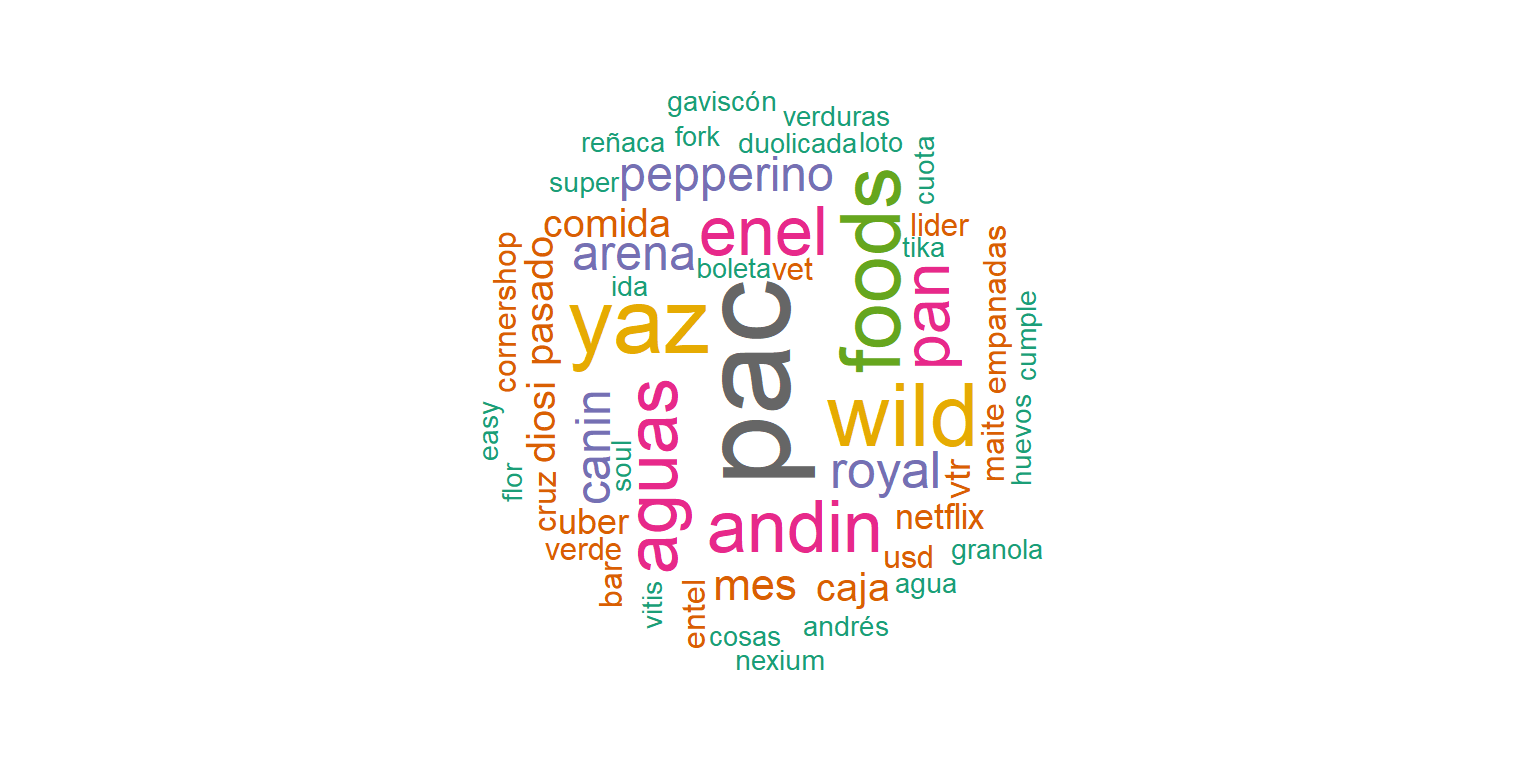 gaviscón
verduras
reñaca
fork
duolicada
loto
cuota
super
pepperino
foods
comida
enel
lider
arena
tika
boleta
vet
cornershop
pasado
ida
yaz
pac
pan
empanadas
cumple
diosi
canin
aguas
wild
maite
huevos
easy
soul
royal
flor
cruz
vtr
uber
andin
netflix
verde
usd
granola
bare
vitis
entel
mes
caja
agua
cosas
andrés
nexium